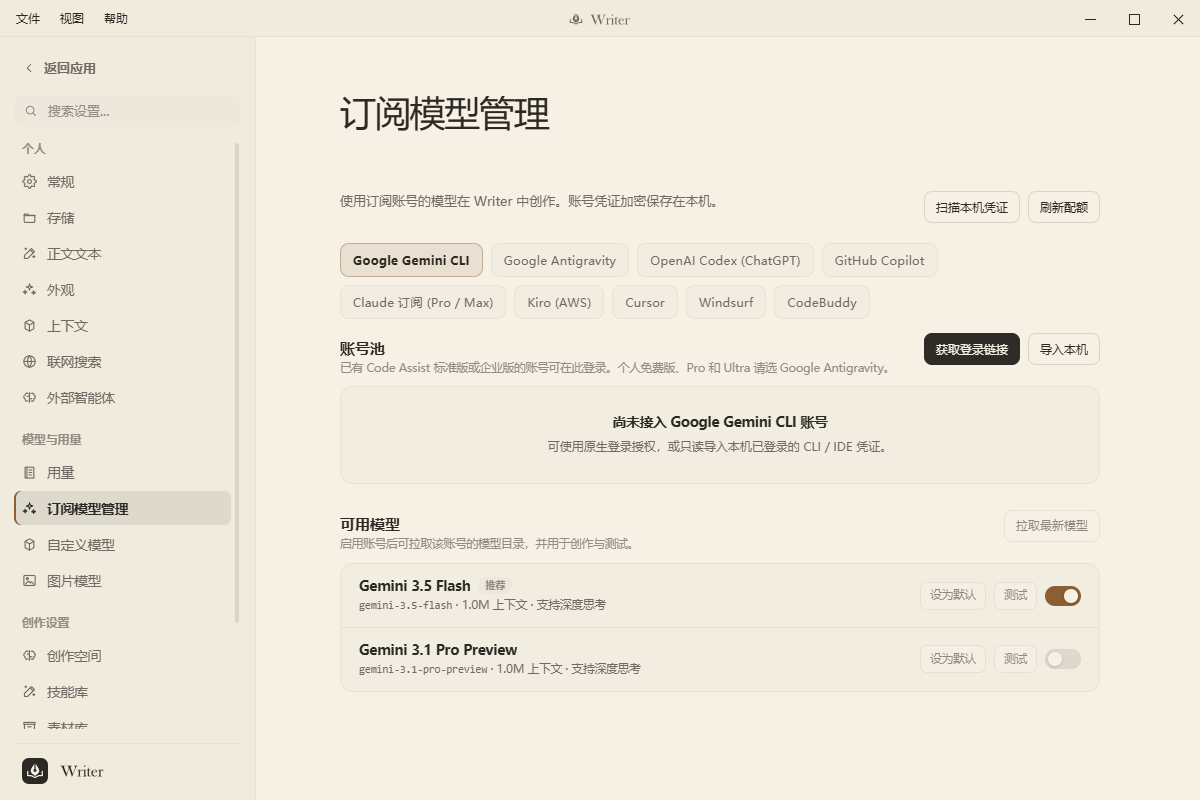 文件 视图 帮助
Writer
返回应用
搜索设置...
个人
常规
存储
正文文本
外观
上下文
联网搜索
外部智能体
模型与用量
用量
订阅模型管理
自定义模型
图片模型
创作设置
创作空间
技能库
素材库
Writer
订阅模型管理
使用订阅账号的模型在 Writer 中创作。账号凭证加密保存在本机。
扫描本机凭证 刷新配额
Google Gemini CLI Google Antigravity OpenAI Codex (ChatGPT) GitHub Copilot
Claude 订阅 (Pro / Max) Kiro (AWS) Cursor Windsurf CodeBuddy
账号池
已有 Code Assist 标准版或企业版的账号可在此登录。个人免费版、Pro 和 Ultra 请选 Google Antigravity。
获取登录链接 导入本机
尚未接入 Google Gemini CLI 账号
可使用原生登录授权，或只读导入本机已登录的 CLI / IDE 凭证。
可用模型
启用账号后可拉取该账号的模型目录，并用于创作与测试。
拉取最新模型
Gemini 3.5 Flash 推荐
gemini-3.5-flash · 1.0M 上下文 · 支持深度思考
设为默认 测试
Gemini 3.1 Pro Preview
gemini-3.1-pro-preview · 1.0M 上下文 · 支持深度思考
设为默认 测试